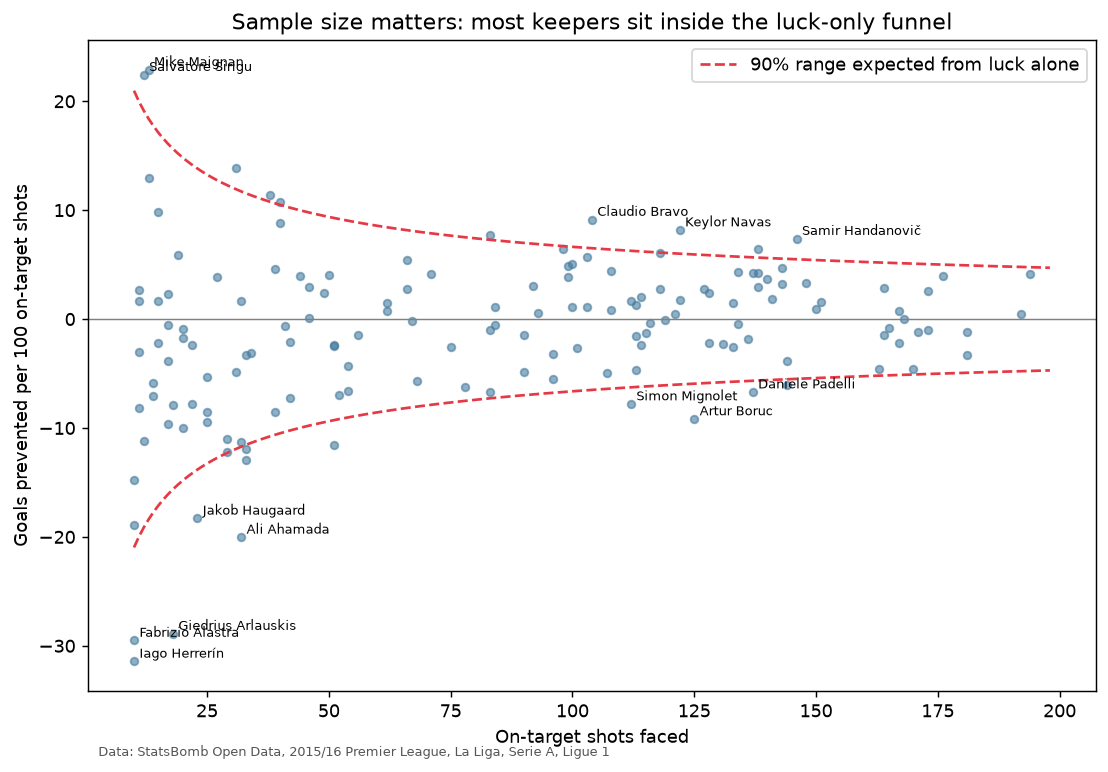 Sample size matters: most keepers sit inside the luck-only funnel
90% range expected from luck alone
Mike Maignan
Salvatore Sirigu
Claudio Bravo
Keylor Navas
Samir Handanovič
Daniele Padelli
Simon Mignolet
Artur Boruc
Jakob Haugaard
Ali Ahamada
Giedrius Arlauskis
Fabrizio Alastra
Iago Herrerín
Goals prevented per 100 on-target shots
20
10
0
−10
−20
−30
25
50
75
100
125
150
175
200
On-target shots faced
Data: StatsBomb Open Data, 2015/16 Premier League, La Liga, Serie A, Ligue 1